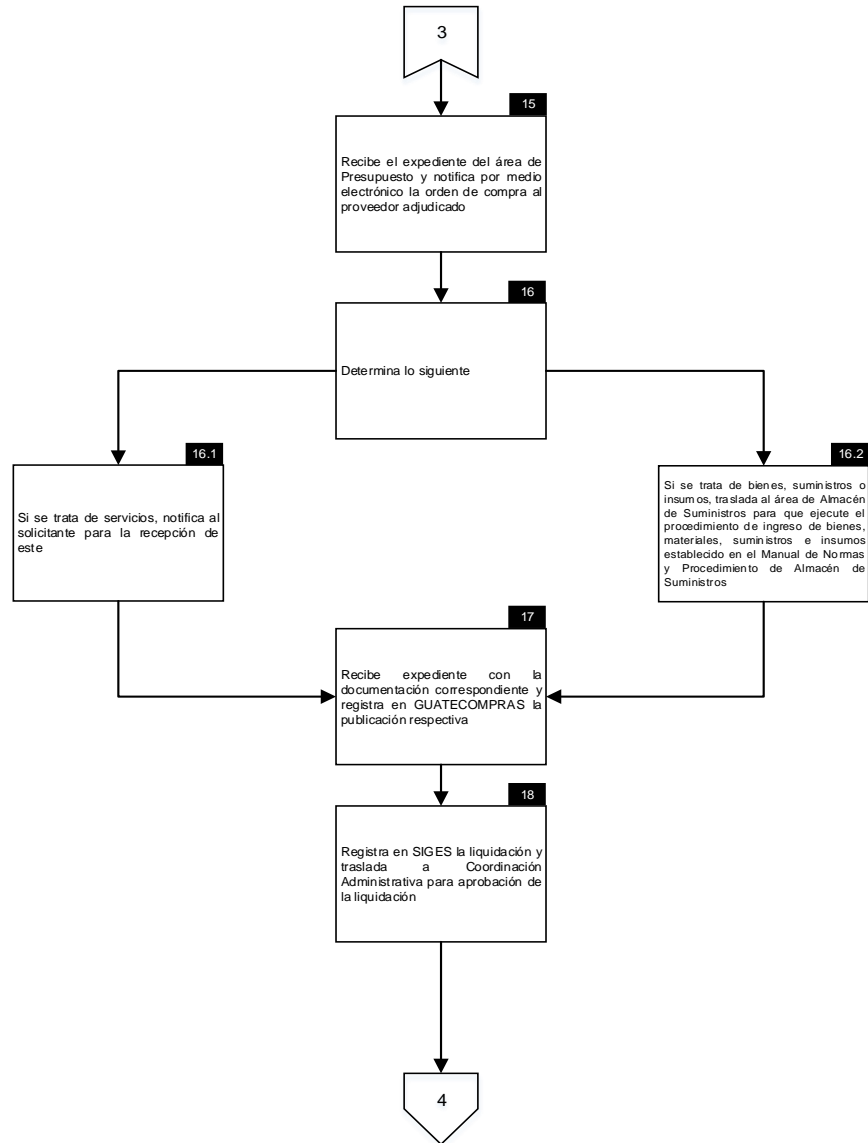 3
15
Recibe el expediente del área de
Presupuesto y notifica por medio
electrónico la orden de compra al
proveedor adjudicado
16
Determina lo siguiente
16.1
Si se trata de servicios, notifica al
solicitante para la recepción de
este
16.2
Si se trata de bienes, suministros o
insumos, traslada al área de Almacén
de Suministros para que ejecute el
procedimiento de ingreso de bienes,
materiales, suministros e insumos
establecido en el Manual de Normas
y Procedimiento de Almacén de
Suministros
17
Recibe expediente con la
documentación correspondiente y
registra en GUATECOMPRAS la
publicación respectiva
18
Registra en SIGES la liquidación y
traslada a Coordinación
Administrativa para aprobación de
la liquidación
4